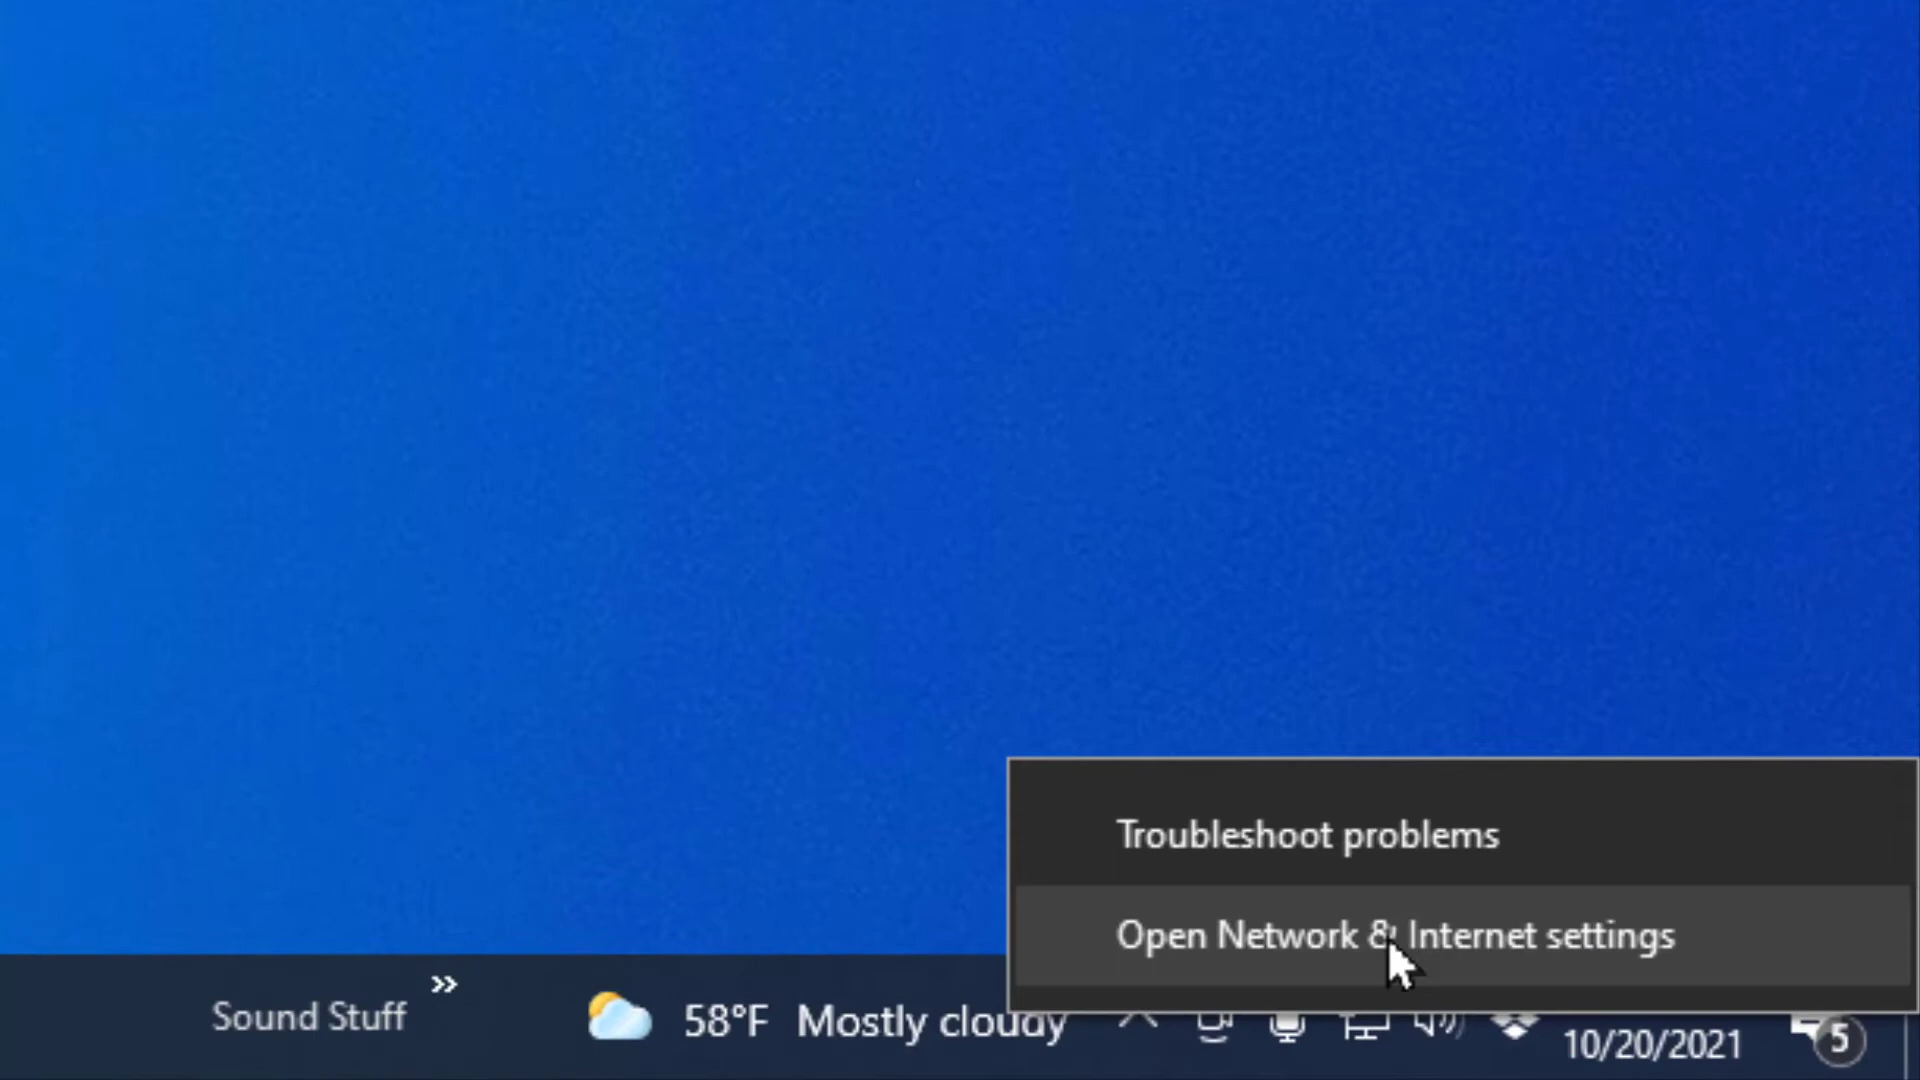 Troubleshoot problems
Open Network & Internet settings
Sound Stuff
»
58°F Mostly cloudy
10/20/2021
5